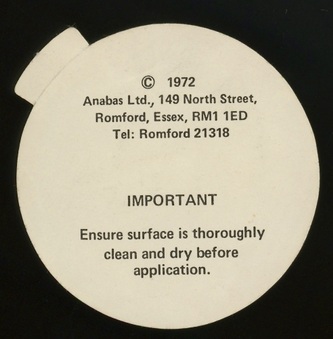 © 1972
Anabas Ltd., 149 North Street,
Romford, Essex, RM1 1ED
Tel: Romford 21318
IMPORTANT
Ensure surface is thoroughly
clean and dry before
application.